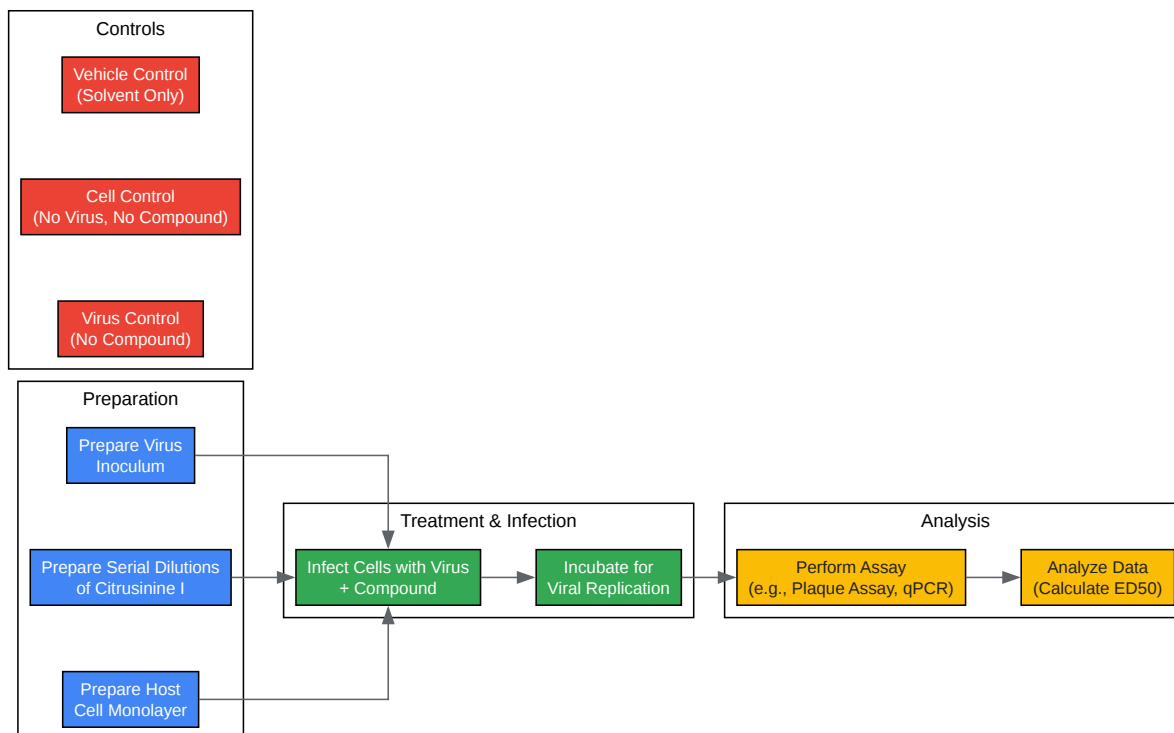 Controls
Vehicle Control
(Solvent Only)
Cell Control
(No Virus, No Compound)
Virus Control
(No Compound)
Preparation
Prepare Virus
Inoculum
Prepare Serial Dilutions
of Citrusinine I
Prepare Host
Cell Monolayer
Treatment & Infection
Infect Cells with Virus
+ Compound
Incubate for
Viral Replication
Analysis
Perform Assay
(e.g., Plaque Assay, qPCR)
Analyze Data
(Calculate ED50)